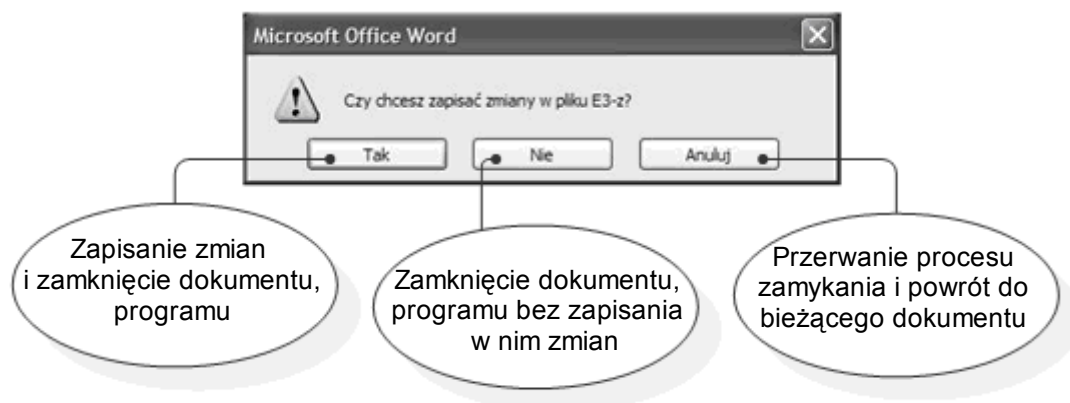 Microsoft Office Word
Czy chcesz zapisać zmiany w pliku E3-z?
Tak
Nie
Anuluj
Zapisanie zmian
i zamknięcie dokumentu,
programu
Zamknięcie dokumentu,
programu bez zapisania
w nim zmian
Przerwanie procesu
zamykania i powrót do
bieżącego dokumentu